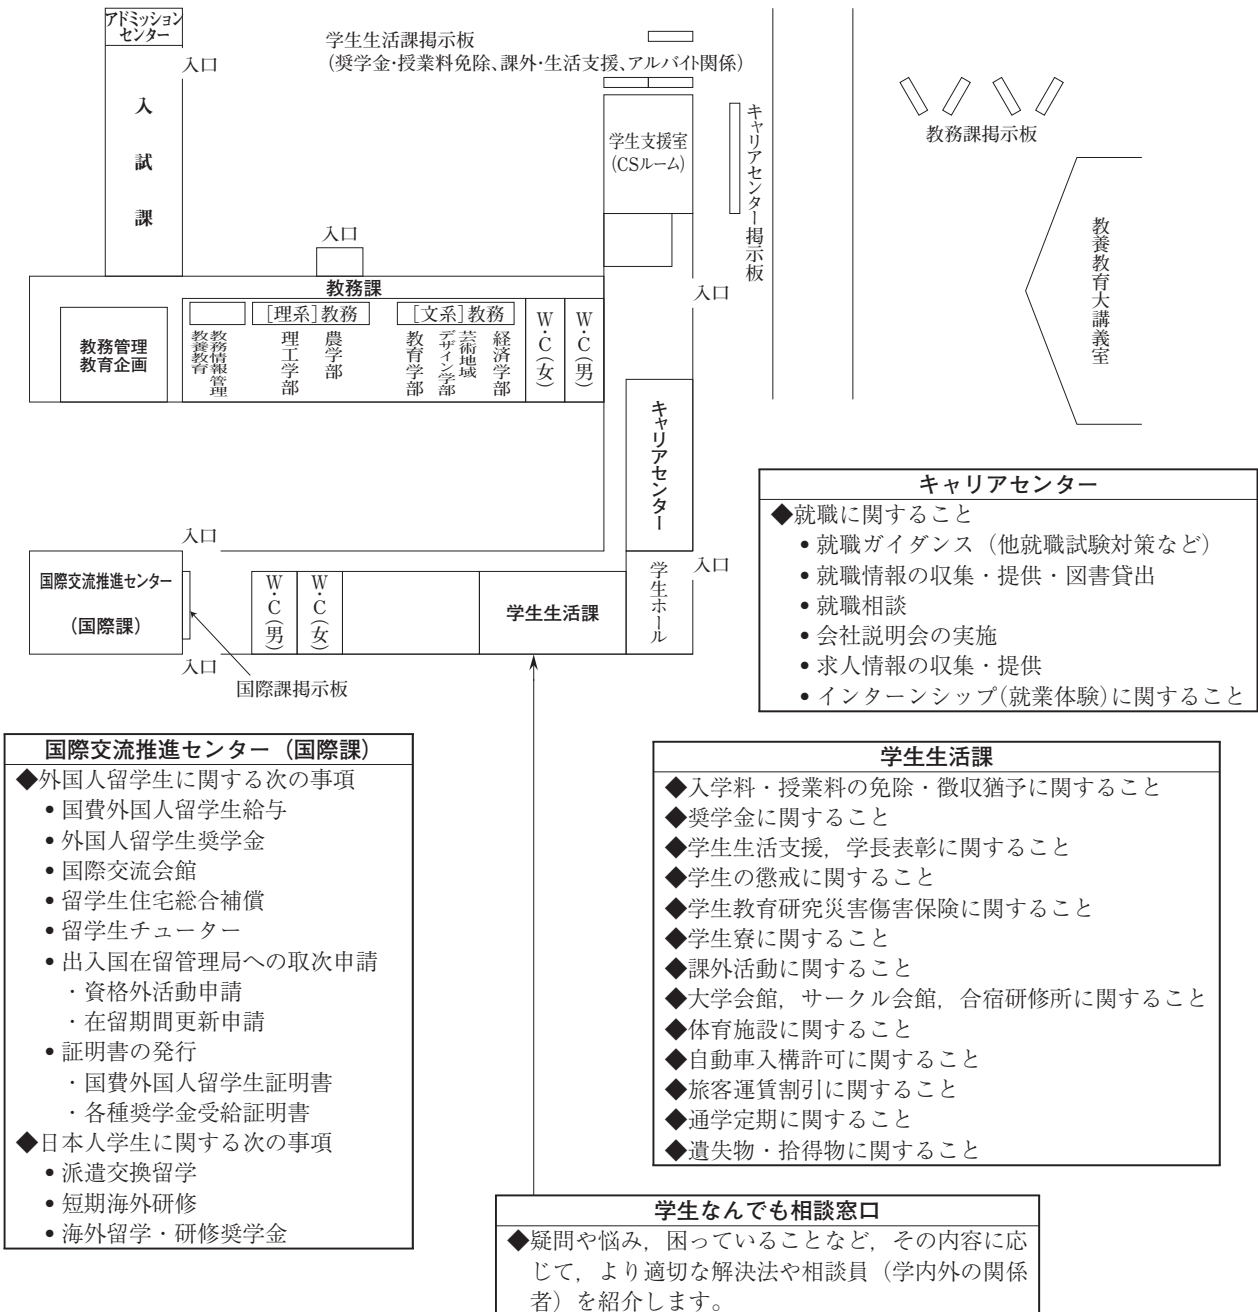 アドミッション
センター
入口
入試課
学生生活課掲示板
(奨学金・授業料免除、課外・生活支援、アルバイト関係)
学生支援室
(CSルーム)
キャリアセンター掲示板
教務課掲示板
教養教育大講義室
入口
入口
教務課
教務管理
教育企画
教務情報管理
教養教育
[理系]教務
理工学部
農学部
[文系]教務
教育学部
芸術地域
デザイン学部
経済学部
W・C(女)
W・C(男)
キャリアセンター
入口
国際交流推進センター
(国際課)
入口
国際課掲示板
W・C(男)
W・C(女)
学生生活課
学生ホール
入口
キャリアセンター
◆就職に関すること
• 就職ガイダンス(他就職試験対策など)
• 就職情報の収集・提供・図書貸出
• 就職相談
• 会社説明会の実施
• 求人情報の収集・提供
• インターンシップ(就業体験)に関すること
国際交流推進センター(国際課)
◆外国人留学生に関する次の事項
• 国費外国人留学生給与
• 外国人留学生奨学金
• 国際交流会館
• 留学生住宅総合補償
• 留学生チューター
• 出入国在留管理局への取次申請
・資格外活動申請
・在留期間更新申請
• 証明書の発行
・国費外国人留学生証明書
・各種奨学金受給証明書
◆日本人学生に関する次の事項
• 派遣交換留学
• 短期海外研修
• 海外留学・研修奨学金
学生生活課
◆入学料・授業料の免除・徴収猶予に関すること
◆奨学金に関すること
◆学生生活支援，学長表彰に関すること
◆学生の懲戒に関すること
◆学生教育研究災害傷害保険に関すること
◆学生寮に関すること
◆課外活動に関すること
◆大学会館，サークル会館，合宿研修所に関すること
◆体育施設に関すること
◆自動車入構許可に関すること
◆旅客運賃割引に関すること
◆通学定期に関すること
◆遺失物・拾得物に関すること
学生なんでも相談窓口
◆疑問や悩み，困っていることなど，その内容に応
じて，より適切な解決法や相談員(学内外の関係
者)を紹介します。